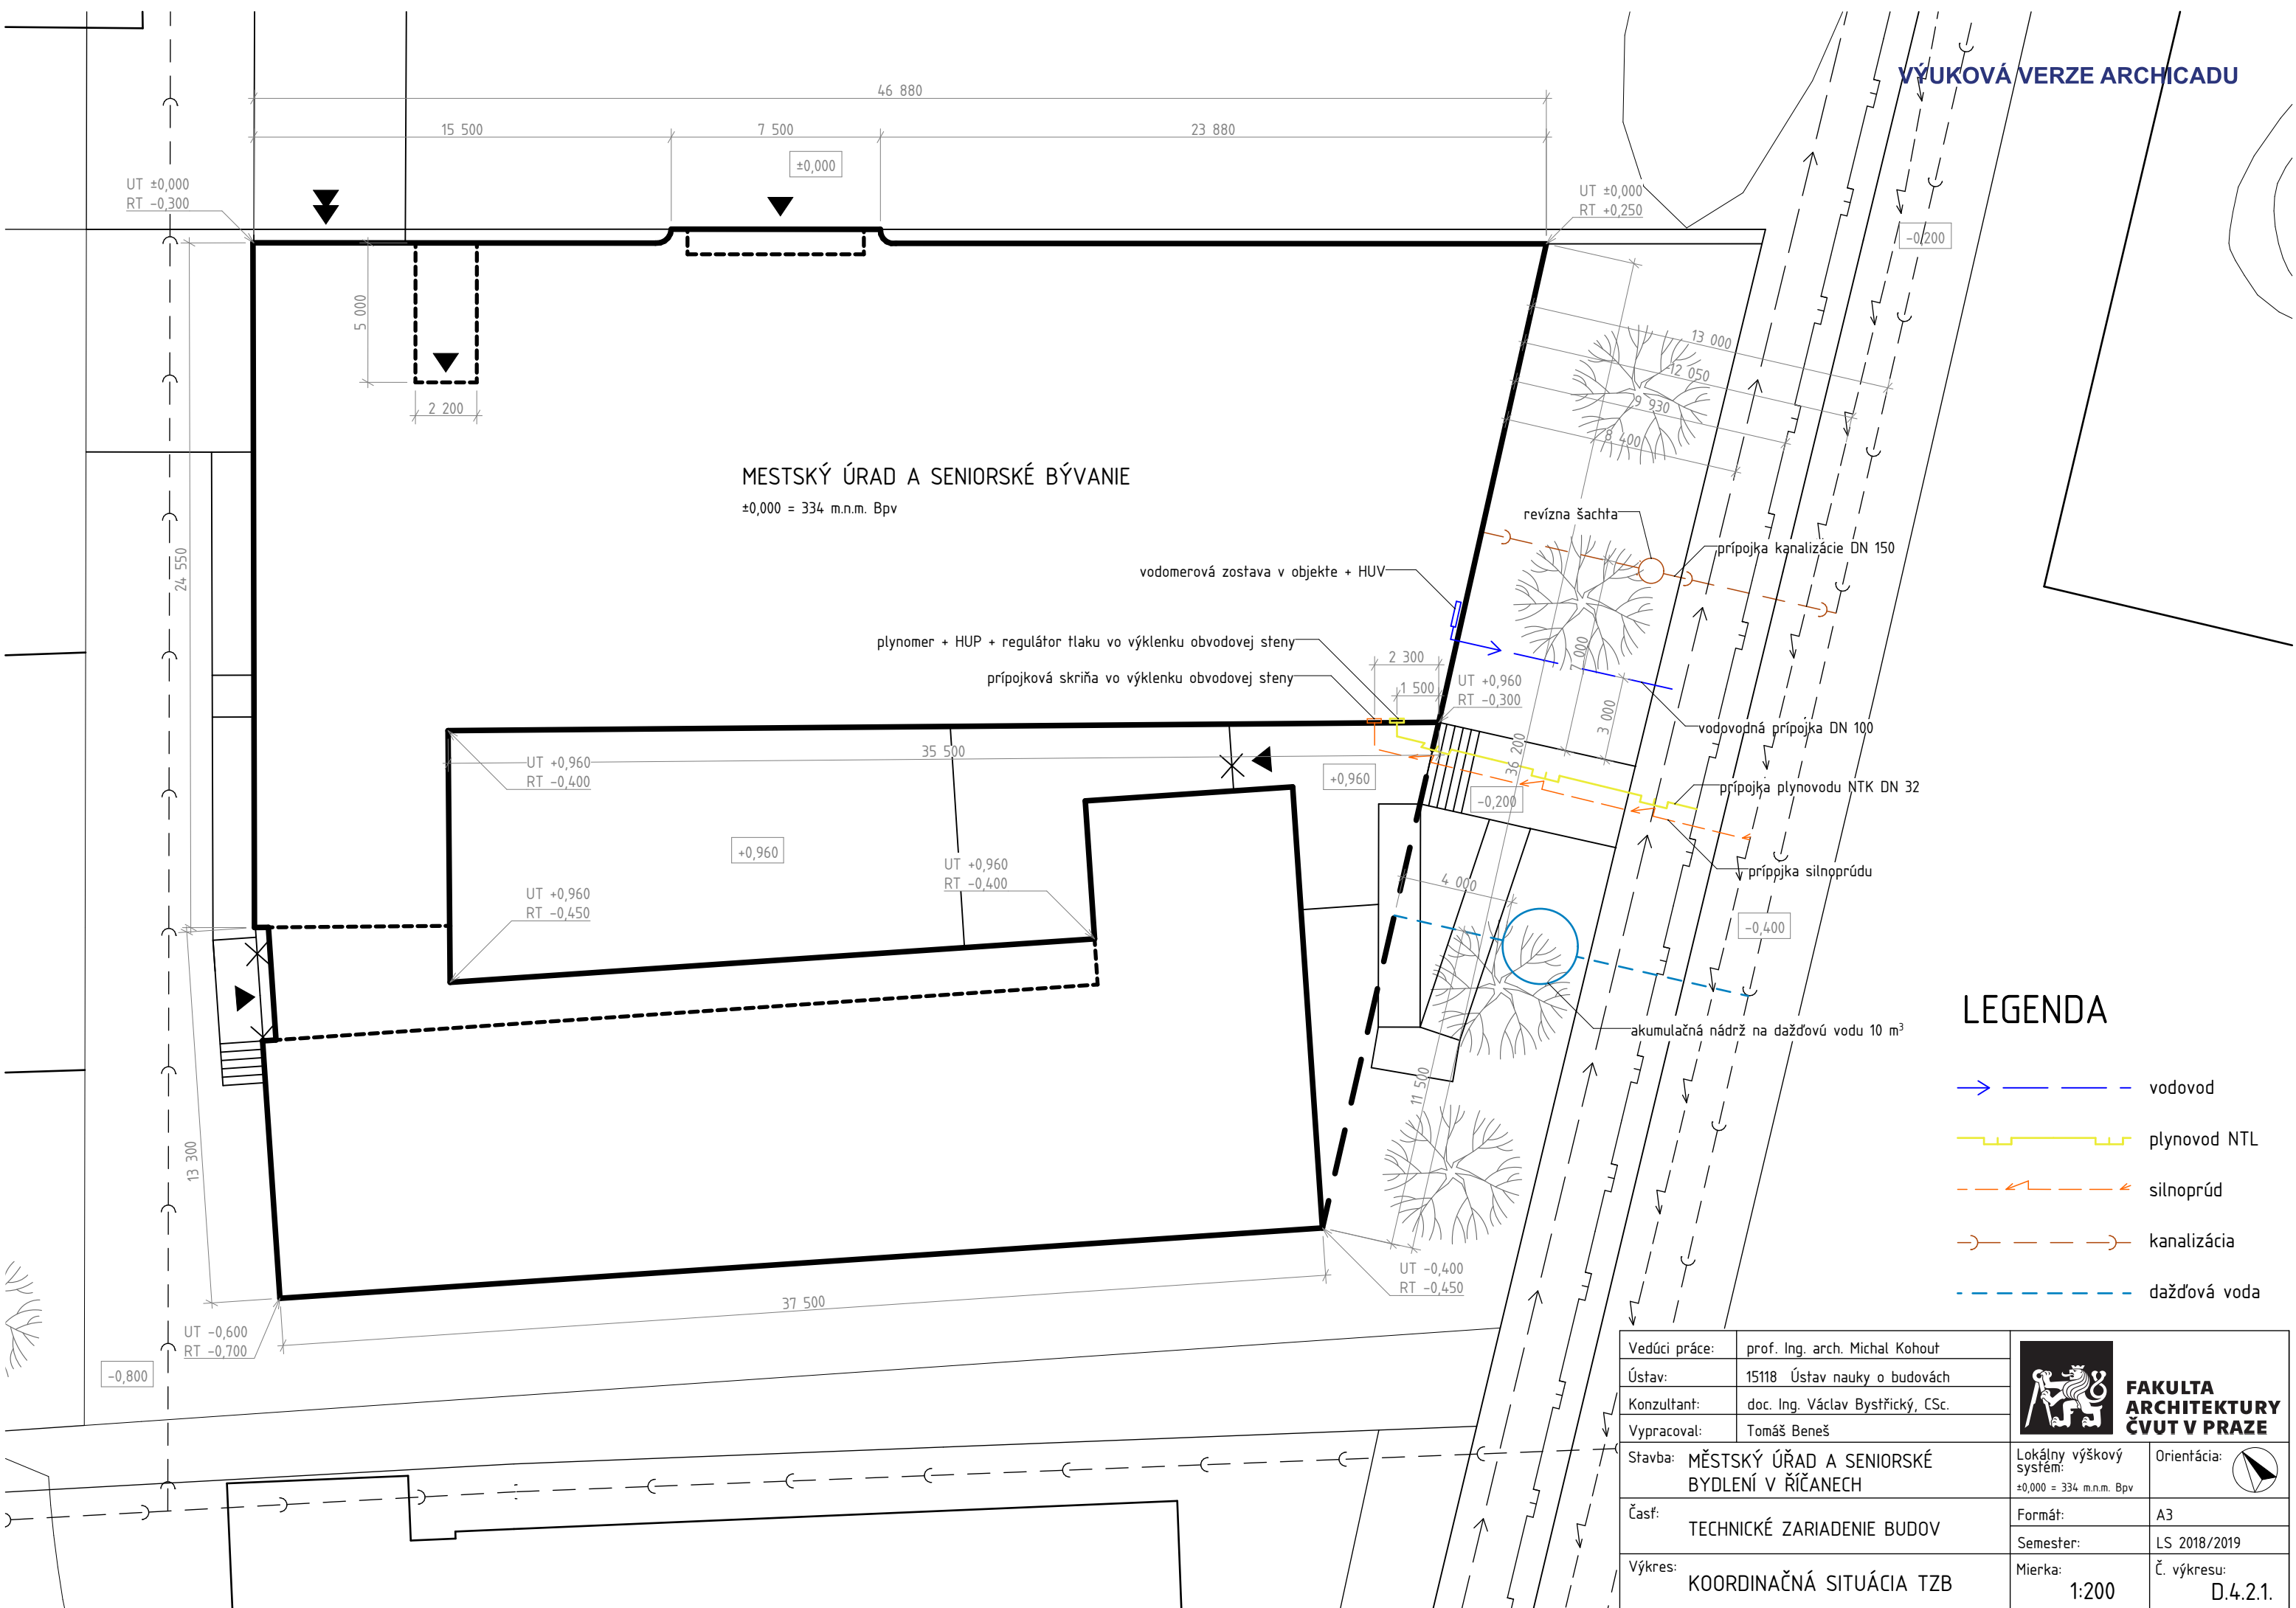 VÝUKOVÁ VERZE ARCHICADU
46 880
15 500
7 500
23 880
±0,000
UT ±0,000
RT -0,300
UT ±0,000
RT +0,250
-0,200
5 000
2 200
13 000
12 050
9 930
8 400
MESTSKÝ ÚRAD A SENIORSKÉ BÝVANIE
±0,000 = 334 m.n.m. Bpv
24 550
revízna šachta
prípojka kanalizácie DN 150
vodomerová zostava v objekte + HUV
plynomer + HUP + regulátor tlaku vo výklenku obvodovej steny
prípojková skriňa vo výklenku obvodovej steny
2 300
1 500
UT +0,960
RT -0,300
7 000
3 000
36 200
vodovodná prípojka DN 100
35 500
UT +0,960
RT -0,400
+0,960
-0,200
prípojka plynovodu NTK DN 32
+0,960
UT +0,960
RT -0,400
prípojka silnoprúdu
4 000
UT +0,960
RT -0,450
-0,400
akumulačná nádrž na dažďovú vodu 10 m³
11 500
13 300
37 500
UT -0,400
RT -0,450
UT -0,600
RT -0,700
-0,800
LEGENDA
vodovod
plynovod NTL
silnoprúd
kanalizácia
dažďová voda
Vedúci práce: prof. Ing. arch. Michal Kohout
Ústav: 15118 Ústav nauky o budovách
Konzultant: doc. Ing. Václav Bystřický, CSc.
Vypracoval: Tomáš Beneš
FAKULTA
ARCHITEKTURY
ČVUT V PRAZE
Stavba: MĚSTSKÝ ÚŘAD A SENIORSKÉ
BYDLENÍ V ŘÍČANECH
Lokálny výškový
systém:
±0,000 = 334 m.n.m. Bpv
Orientácia:
Časť: TECHNICKÉ ZARIADENIE BUDOV
Formát: A3
Semester: LS 2018/2019
Výkres: KOORDINAČNÁ SITUÁCIA TZB
Mierka: 1:200
Č. výkresu: D.4.2.1.